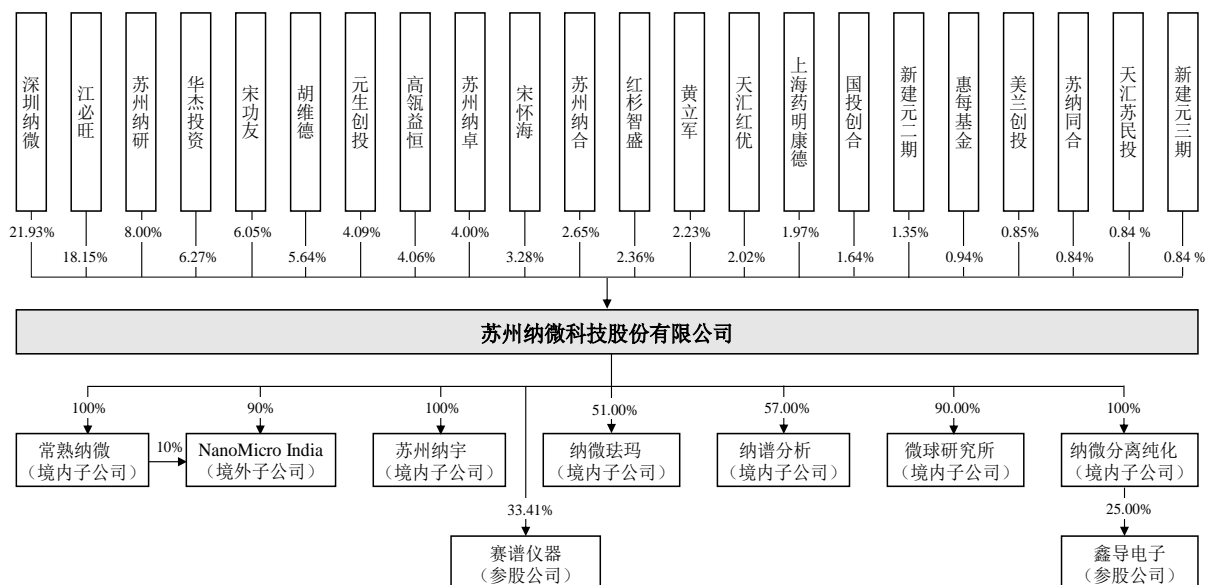 深圳纳微
江必旺
苏州纳研
华杰投资
宋功友
胡维德
元生创投
高瓴益恒
苏州纳卓
宋怀海
苏州纳合
红杉智盛
黄立军
天汇红优
上海药明康德
国投创合
新建元二期
惠每基金
美兰创投
苏纳同合
天汇苏民投
新建元三期
21.93%
8.00%
6.05%
4.09%
4.00%
2.65%
2.23%
1.97%
1.35%
0.85%
0.84 %
18.15%
6.27%
5.64%
4.06%
3.28%
2.36%
2.02%
1.64%
0.94%
0.84%
0.84 %
苏州纳微科技股份有限公司
100%
90%
100%
51.00%
57.00%
90.00%
100%
常熟纳微
（境内子公司）
10%
NanoMicro India
（境外子公司）
苏州纳宇
（境内子公司）
纳微珐玛
（境内子公司）
纳谱分析
（境内子公司）
微球研究所
（境内子公司）
纳微分离纯化
（境内子公司）
33.41%
25.00%
赛谱仪器
（参股公司）
鑫导电子
（参股公司）